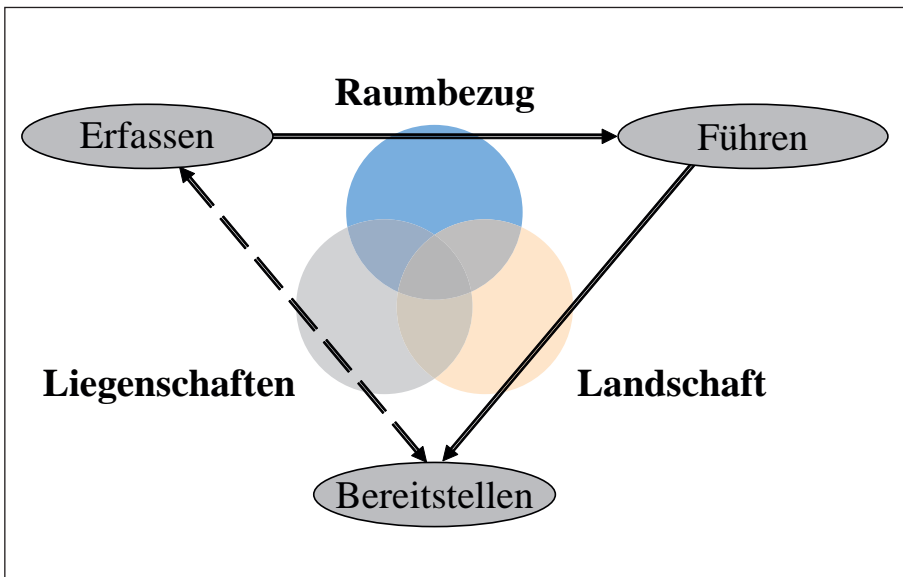 Raumbezug
Erfassen
Führen
Liegenschaften
Landschaft
Bereitstellen